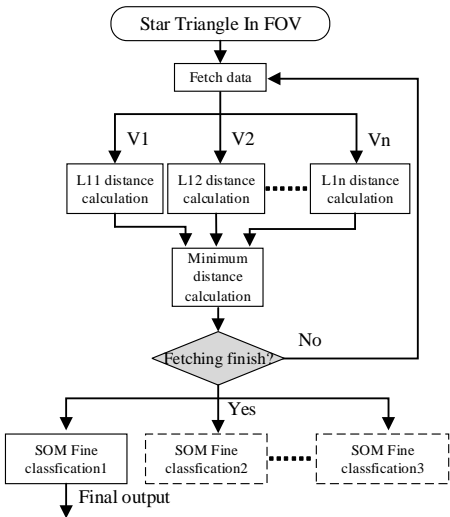 Star Triangle In FOV
Fetch data
V1
V2
Vn
L11 distance
calculation
L12 distance
calculation
L1n distance
calculation
Minimum
distance
calculation
Fetching finish?
No
Yes
SOM Fine
classfication1
SOM Fine
classfication2
SOM Fine
classfication3
Final output